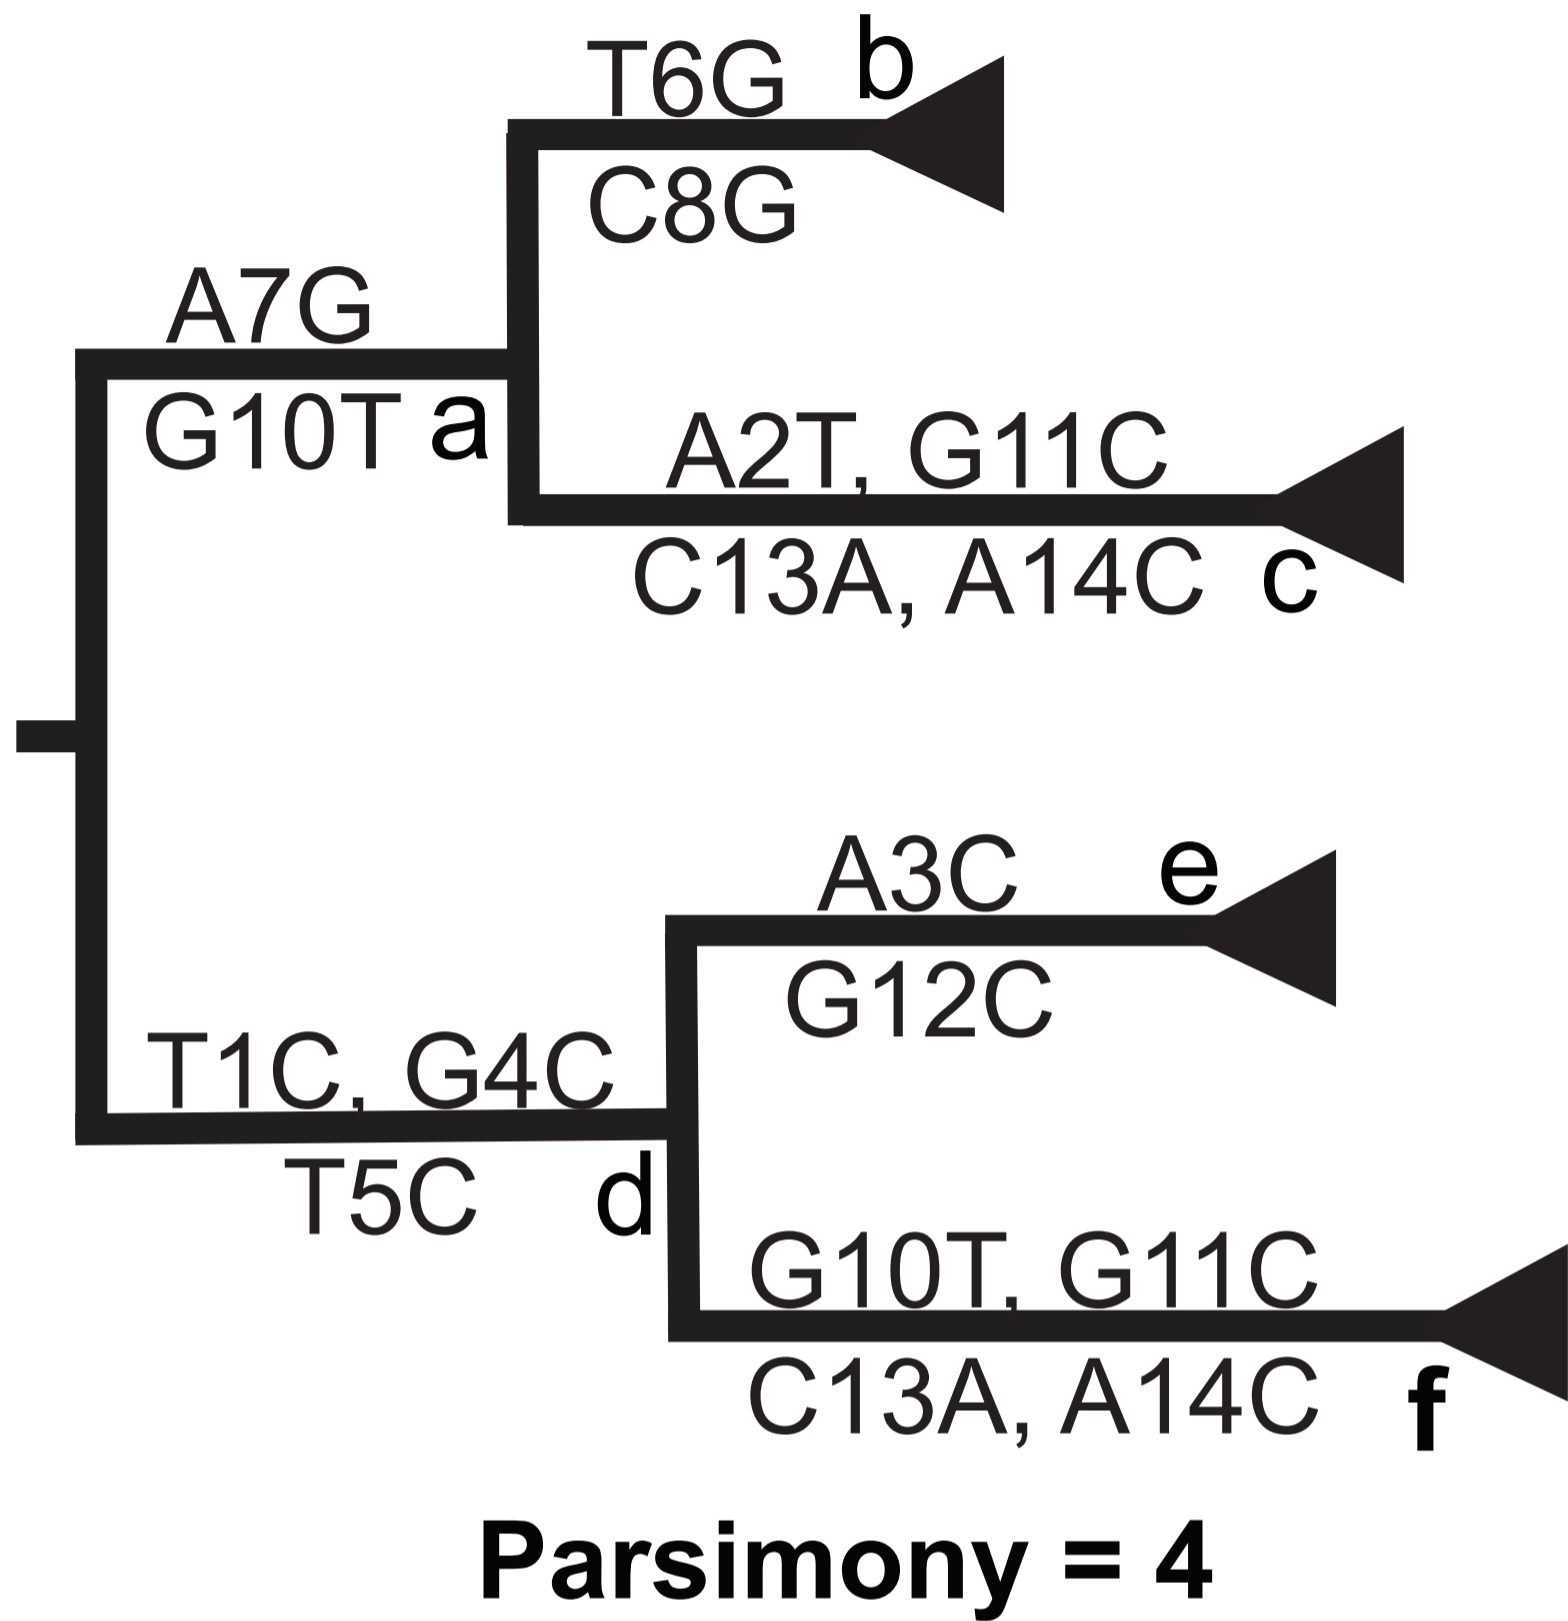 T6G b
C8G
A7G
G10T a
A2T, G11C
C13A, A14C c
A3C e
G12C
T1C, G4C
T5C d
G10T, G11C
C13A, A14C f
Parsimony = 4